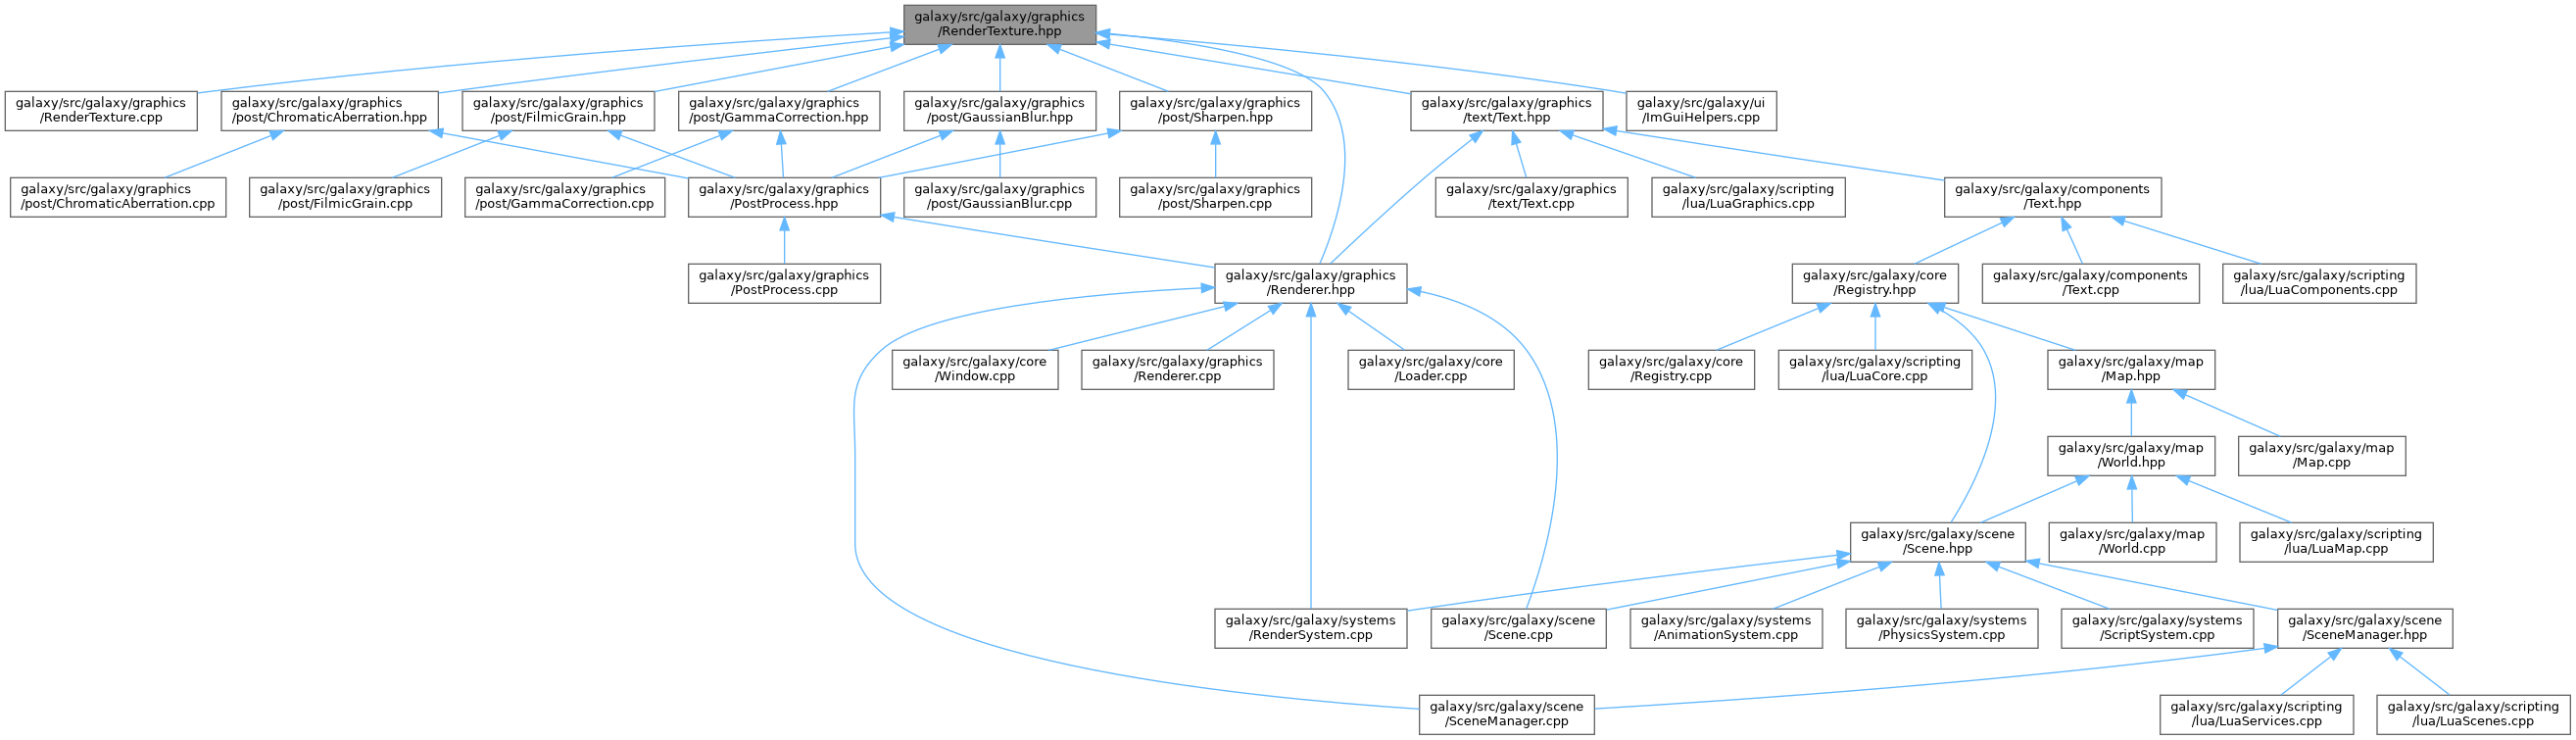 galaxy/src/galaxy/graphics
/RenderTexture.hpp
galaxy/src/galaxy/graphics
/RenderTexture.cpp
galaxy/src/galaxy/graphics
/post/ChromaticAberration.hpp
galaxy/src/galaxy/graphics
/post/FilmicGrain.hpp
galaxy/src/galaxy/graphics
/post/GammaCorrection.hpp
galaxy/src/galaxy/graphics
/post/GaussianBlur.hpp
galaxy/src/galaxy/graphics
/post/Sharpen.hpp
galaxy/src/galaxy/graphics
/text/Text.hpp
galaxy/src/galaxy/ui
/ImGuiHelpers.cpp
galaxy/src/galaxy/graphics
/post/ChromaticAberration.cpp
galaxy/src/galaxy/graphics
/post/FilmicGrain.cpp
galaxy/src/galaxy/graphics
/post/GammaCorrection.cpp
galaxy/src/galaxy/graphics
/PostProcess.hpp
galaxy/src/galaxy/graphics
/post/GaussianBlur.cpp
galaxy/src/galaxy/graphics
/post/Sharpen.cpp
galaxy/src/galaxy/graphics
/text/Text.cpp
galaxy/src/galaxy/scripting
/lua/LuaGraphics.cpp
galaxy/src/galaxy/components
/Text.hpp
galaxy/src/galaxy/graphics
/PostProcess.cpp
galaxy/src/galaxy/graphics
/Renderer.hpp
galaxy/src/galaxy/core
/Registry.hpp
galaxy/src/galaxy/components
/Text.cpp
galaxy/src/galaxy/scripting
/lua/LuaComponents.cpp
galaxy/src/galaxy/core
/Window.cpp
galaxy/src/galaxy/graphics
/Renderer.cpp
galaxy/src/galaxy/core
/Loader.cpp
galaxy/src/galaxy/core
/Registry.cpp
galaxy/src/galaxy/scripting
/lua/LuaCore.cpp
galaxy/src/galaxy/map
/Map.hpp
galaxy/src/galaxy/map
/World.hpp
galaxy/src/galaxy/map
/Map.cpp
galaxy/src/galaxy/scene
/Scene.hpp
galaxy/src/galaxy/map
/World.cpp
galaxy/src/galaxy/scripting
/lua/LuaMap.cpp
galaxy/src/galaxy/systems
/RenderSystem.cpp
galaxy/src/galaxy/scene
/Scene.cpp
galaxy/src/galaxy/systems
/AnimationSystem.cpp
galaxy/src/galaxy/systems
/PhysicsSystem.cpp
galaxy/src/galaxy/systems
/ScriptSystem.cpp
galaxy/src/galaxy/scene
/SceneManager.hpp
galaxy/src/galaxy/scene
/SceneManager.cpp
galaxy/src/galaxy/scripting
/lua/LuaServices.cpp
galaxy/src/galaxy/scripting
/lua/LuaScenes.cpp